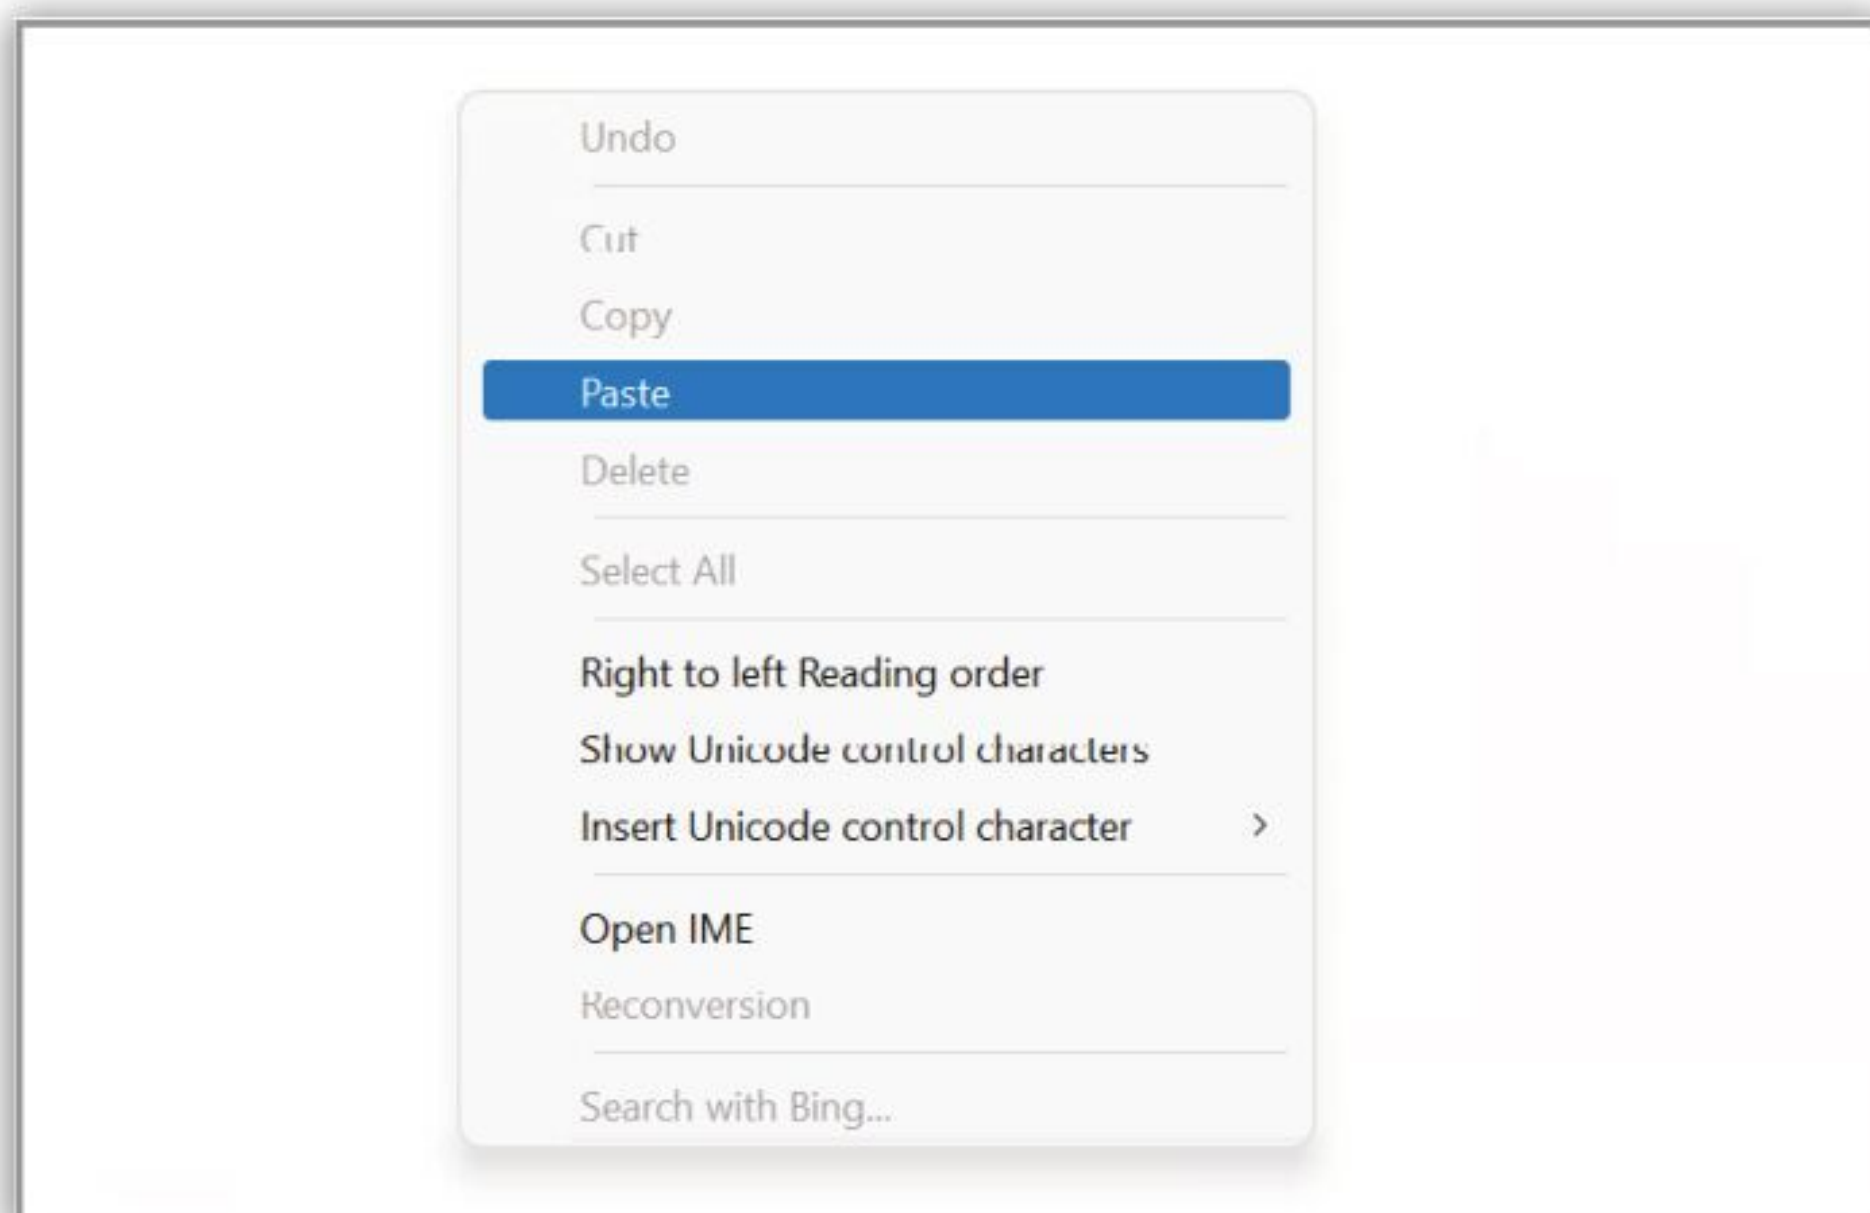 Undo
Cut
Copy
Paste
Delete
Select All
Right to left Reading order
Show Unicode control characters
Insert Unicode control character
Open IME
Reconversion
Search with Bing...